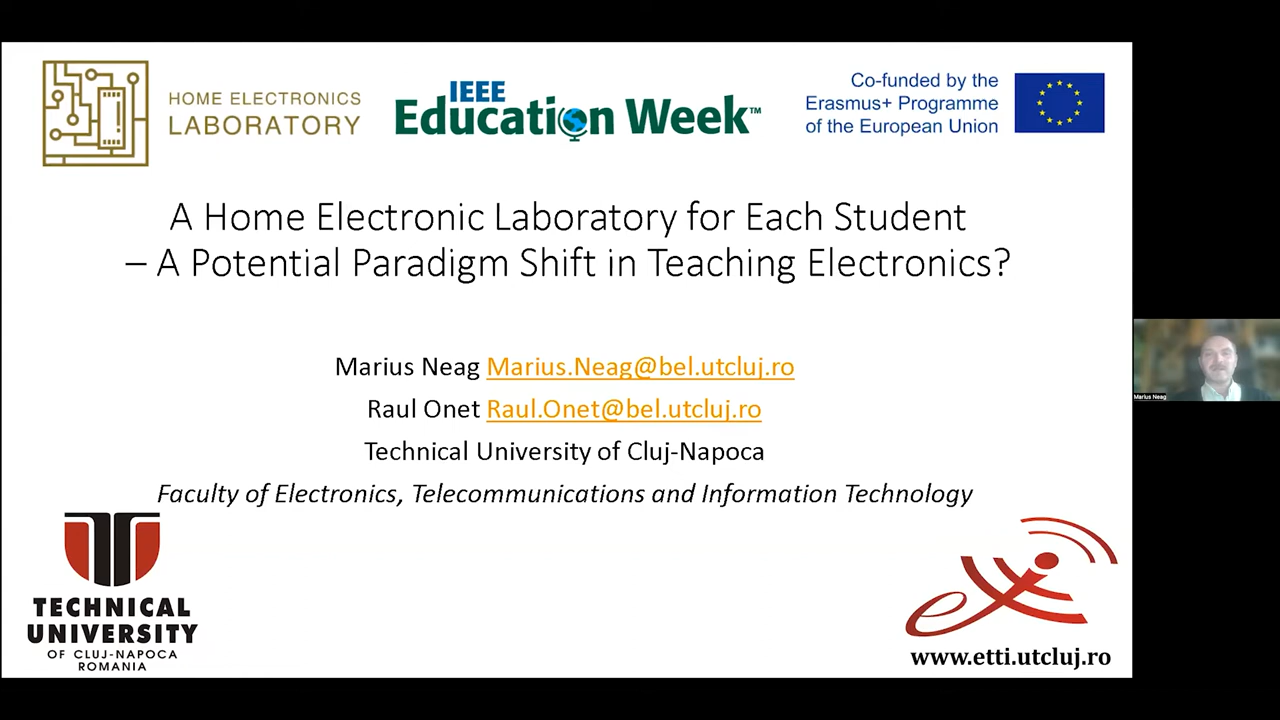 HOME ELECTRONICS
LABORATORY
IEEE
Education Week™
Co-funded by the
Erasmus+ Programme
of the European Union
A Home Electronic Laboratory for Each Student
– A Potential Paradigm Shift in Teaching Electronics?
Marius Neag Marius.Neag@bel.utcluj.ro
Raul Onet Raul.Onet@bel.utcluj.ro
Technical University of Cluj-Napoca
Faculty of Electronics, Telecommunications and Information Technology
TECHNICAL
UNIVERSITY
OF CLUJ-NAPOCA
ROMANIA
www.etti.utcluj.ro
Marius Neag